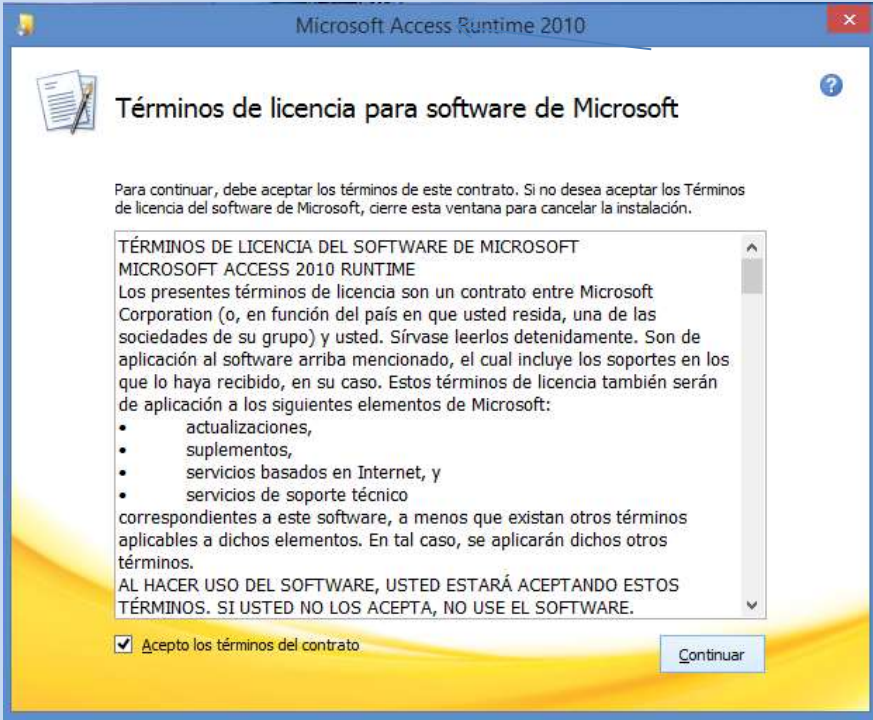 Microsoft Access Runtime 2010
Términos de licencia para software de Microsoft
Para continuar, debe aceptar los términos de este contrato. Si no desea aceptar los Términos
de licencia del software de Microsoft, cierre esta ventana para cancelar la instalación.
TÉRMINOS DE LICENCIA DEL SOFTWARE DE MICROSOFT
MICROSOFT ACCESS 2010 RUNTIME
Los presentes términos de licencia son un contrato entre Microsoft
Corporation (o, en función del país en que usted resida, una de las
sociedades de su grupo) y usted. Sírvase leerlos detenidamente. Son de
aplicación al software arriba mencionado, el cual incluye los soportes en los
que lo haya recibido, en su caso. Estos términos de licencia también serán
de aplicación a los siguientes elementos de Microsoft:
• actualizaciones,
• suplementos,
• servicios basados en Internet, y
• servicios de soporte técnico
correspondientes a este software, a menos que existan otros términos
aplicables a dichos elementos. En tal caso, se aplicarán dichos otros
términos.
AL HACER USO DEL SOFTWARE, USTED ESTARÁ ACEPTANDO ESTOS
TÉRMINOS. SI USTED NO LOS ACEPTA, NO USE EL SOFTWARE.
Acepto los términos del contrato
Continuar